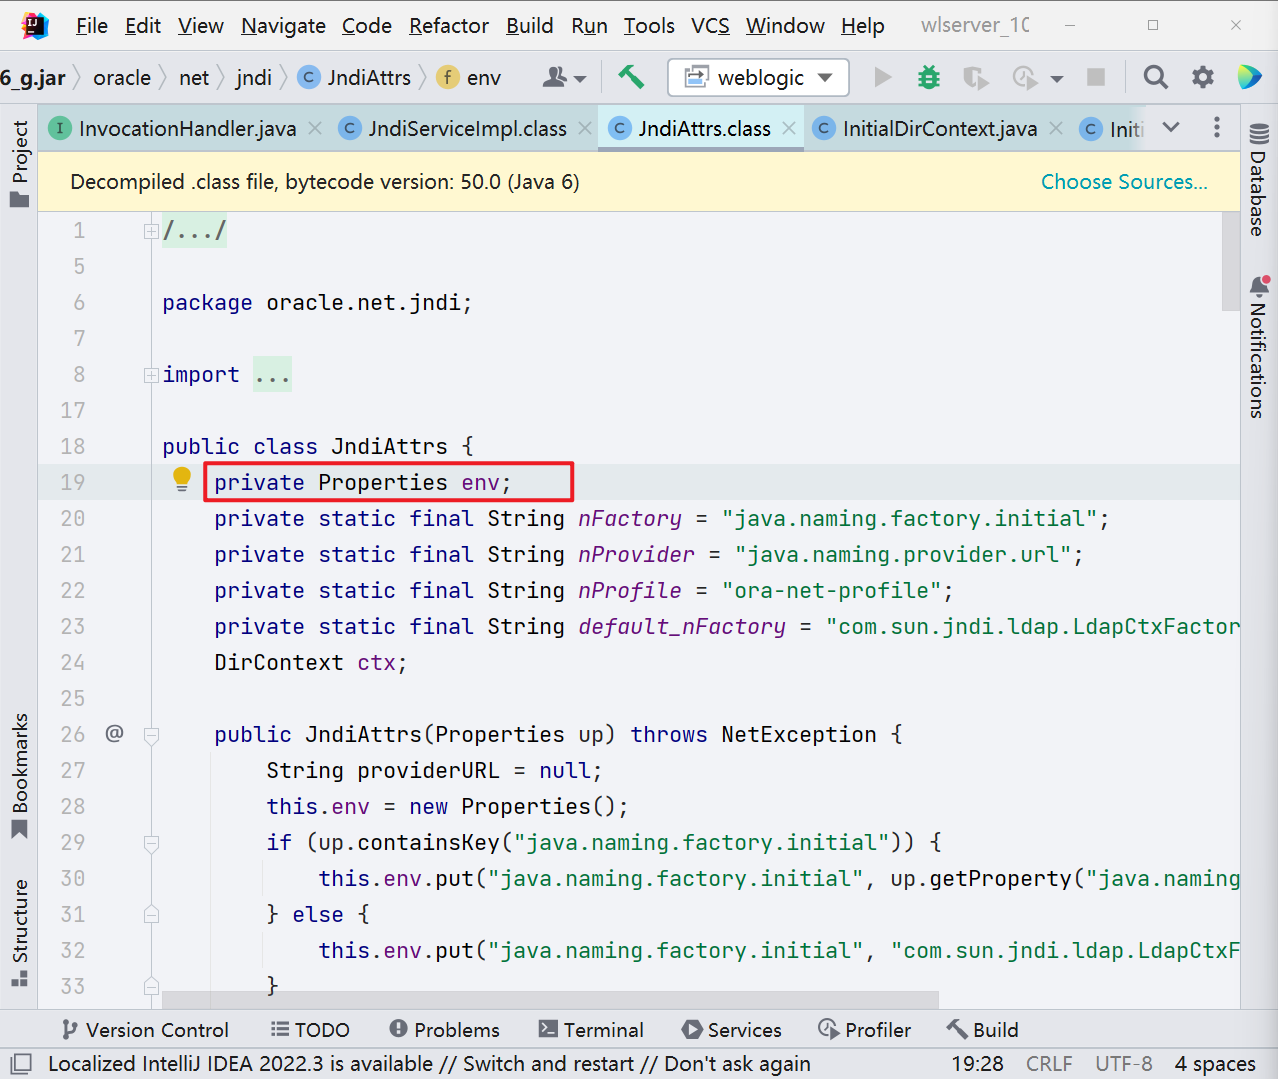 File Edit View Navigate Code Refactor Build Run Tools VCS Window Help wlserver_10
6_g.jar oracle net jndi JndiAttrs env weblogic
InvocationHandler.java JndiServiceImpl.class JndiAttrs.class InitialDirContext.java Initi
Decompiled .class file, bytecode version: 50.0 (Java 6) Choose Sources...
Project
Bookmarks
Structure
Database
Notifications
1 /.../
5
6 package oracle.net.jndi;
7
8 import ...
17
18 public class JndiAttrs {
19 private Properties env;
20 private static final String nFactory = "java.naming.factory.initial";
21 private static final String nProvider = "java.naming.provider.url";
22 private static final String nProfile = "ora-net-profile";
23 private static final String default_nFactory = "com.sun.jndi.ldap.LdapCtxFactor
24 DirContext ctx;
25
26 @ public JndiAttrs(Properties up) throws NetException {
27 String providerURL = null;
28 this.env = new Properties();
29 if (up.containsKey("java.naming.factory.initial")) {
30 this.env.put("java.naming.factory.initial", up.getProperty("java.naming
31 } else {
32 this.env.put("java.naming.factory.initial", "com.sun.jndi.ldap.LdapCtxF
33 }
Version Control TODO Problems Terminal Services Profiler Build
Localized IntelliJ IDEA 2022.3 is available // Switch and restart // Don't ask again 19:28 CRLF UTF-8 4 spaces